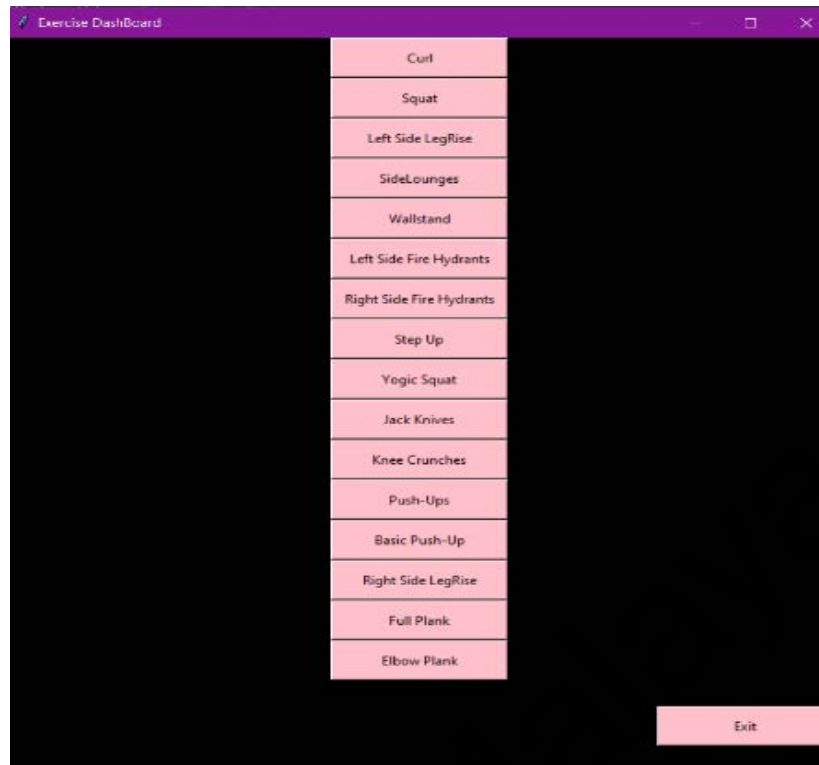 Exercise DashBoard
Curl
Squat
Left Side LegRise
SideLounges
Wallstand
Left Side Fire Hydrants
Right Side Fire Hydrants
Step Up
Yogic Squat
Jack Knives
Knee Crunches
Push-Ups
Basic Push-Up
Right Side LegRise
Full Plank
Elbow Plank
Exit